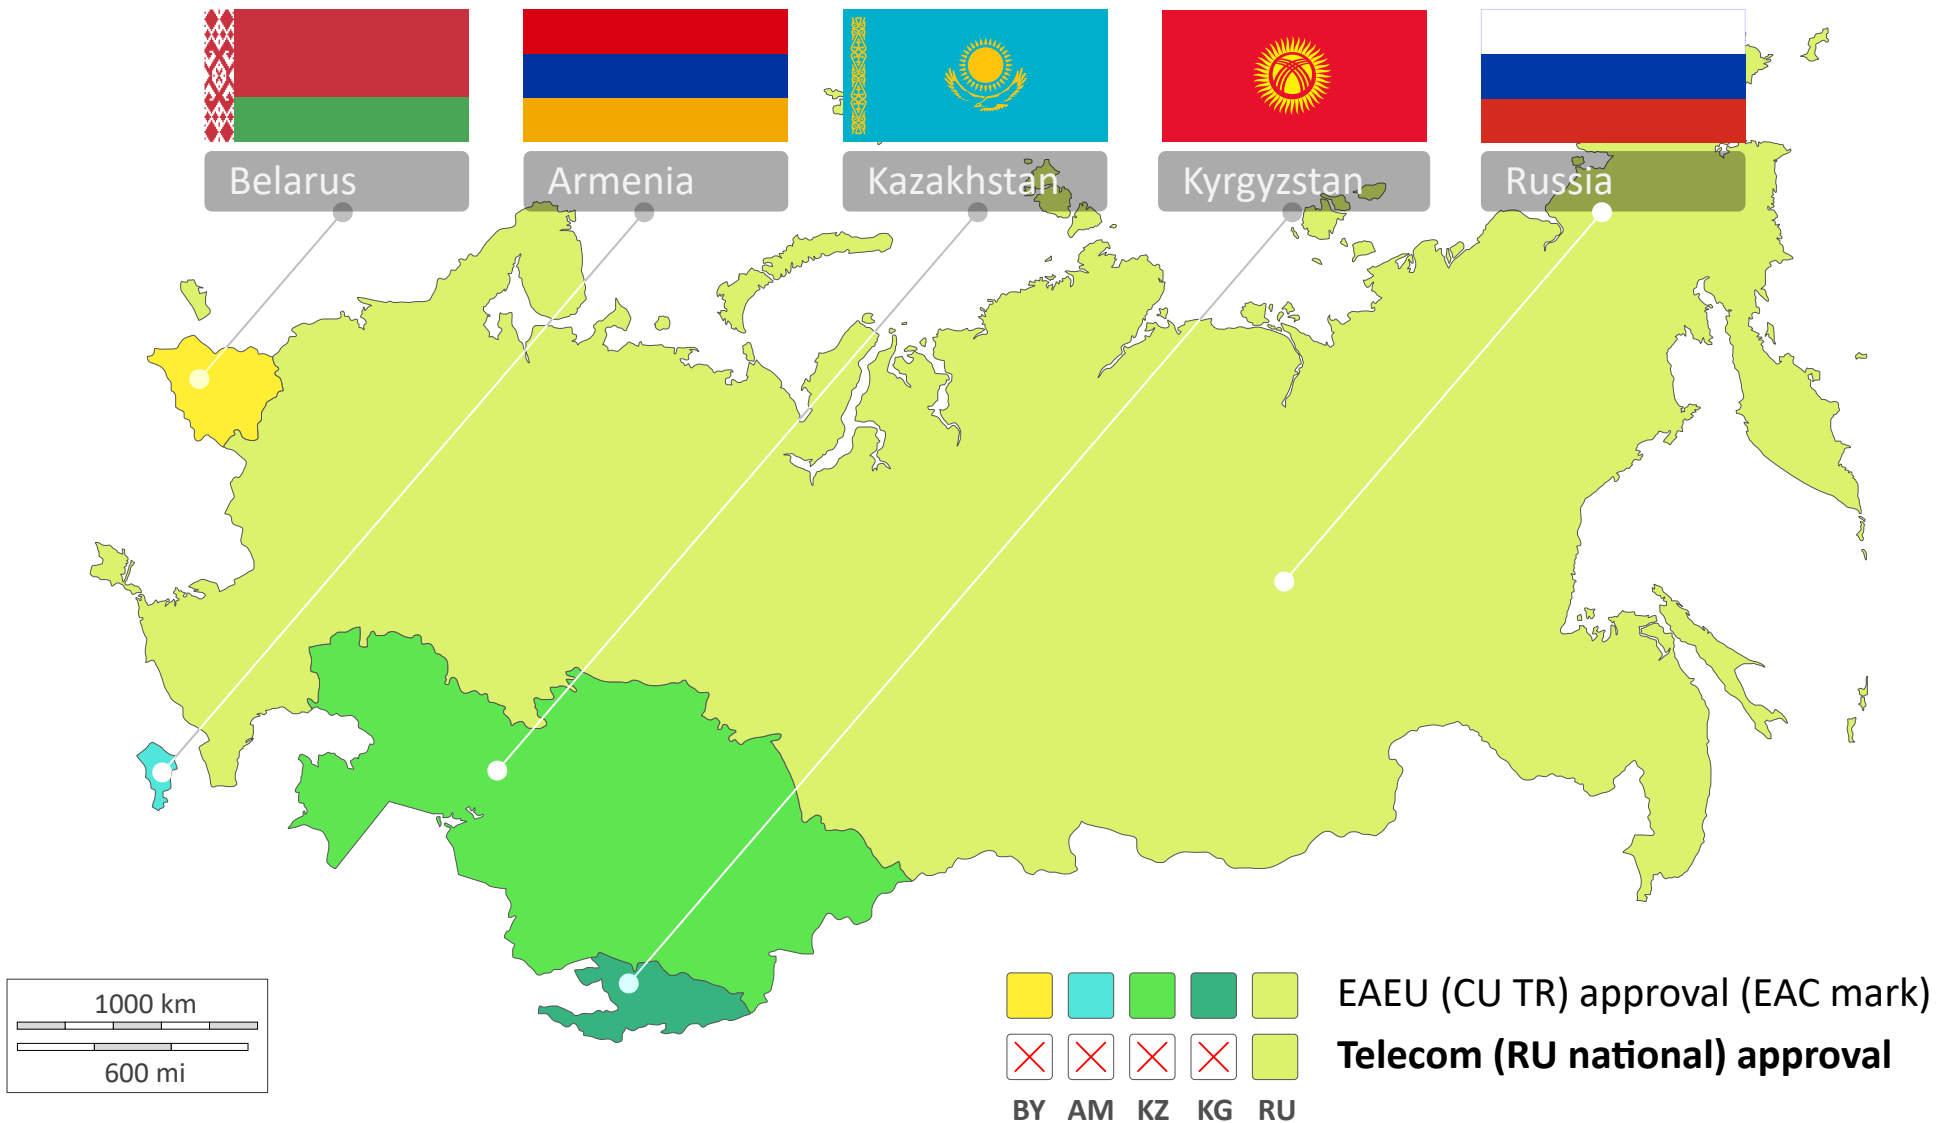 Belarus
Armenia
Kazakhstan
Kyrgyzstan
Russia
1000 km
600 mi
EAEU (CU TR) approval (EAC mark)
Telecom (RU national) approval
BY AM KZ KG RU